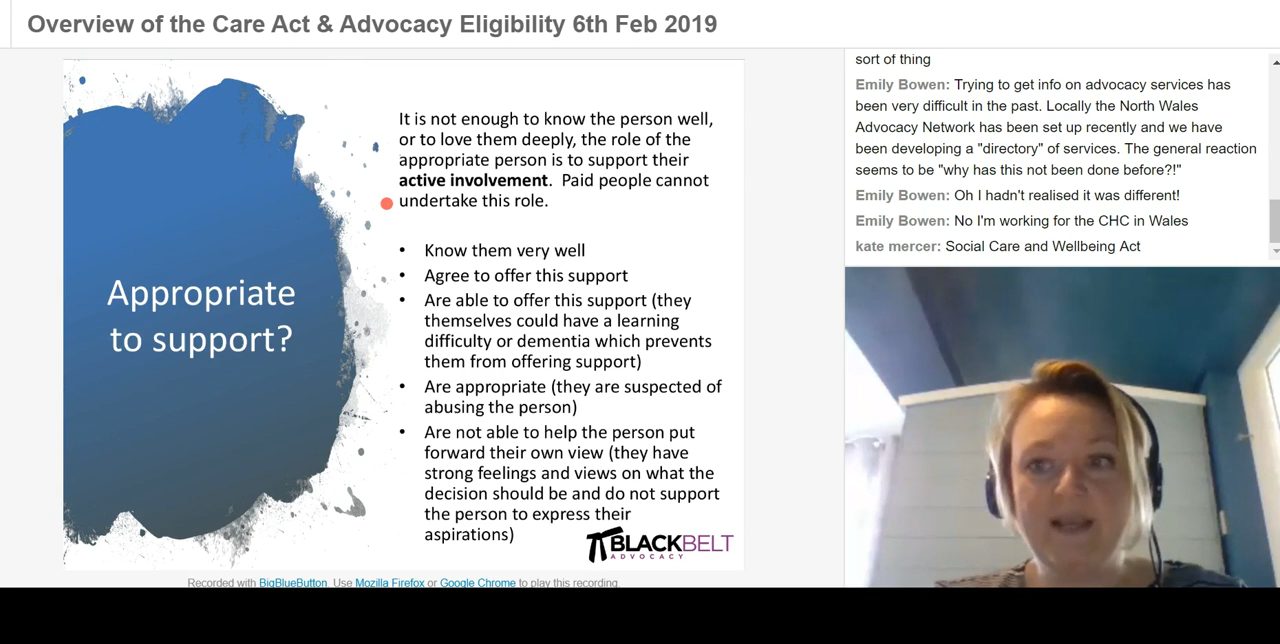 Overview of the Care Act & Advocacy Eligibility 6th Feb 2019
Appropriate
to support?
It is not enough to know the person well,
or to love them deeply, the role of the
appropriate person is to support their
active involvement. Paid people cannot
undertake this role.
• Know them very well
• Agree to offer this support
• Are able to offer this support (they
themselves could have a learning
difficulty or dementia which prevents
them from offering support)
• Are appropriate (they are suspected of
abusing the person)
• Are not able to help the person put
forward their own view (they have
strong feelings and views on what the
decision should be and do not support
the person to express their
aspirations)
BLACKBELT
ADVOCACY
Recorded with BigBlueButton. Use Mozilla Firefox or Google Chrome to play this recording.
sort of thing
Emily Bowen: Trying to get info on advocacy services has
been very difficult in the past. Locally the North Wales
Advocacy Network has been set up recently and we have
been developing a "directory" of services. The general reaction
seems to be "why has this not been done before?!"
Emily Bowen: Oh I hadn't realised it was different!
Emily Bowen: No I'm working for the CHC in Wales
kate mercer: Social Care and Wellbeing Act